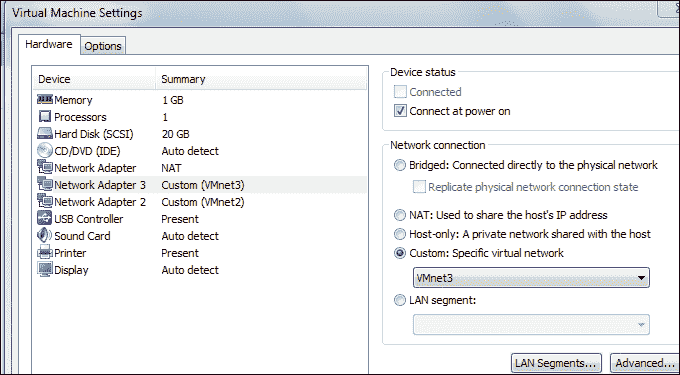 Virtual Machine Settings
Hardware
Options
Device Summary
Memory 1 GB
Processors 1
Hard Disk (SCSI) 20 GB
CD/DVD (IDE) Auto detect
Network Adapter NAT
Network Adapter 3 Custom (VMnet3)
Network Adapter 2 Custom (VMnet2)
USB Controller Present
Sound Card Auto detect
Printer Present
Display Auto detect
Device status
Connected
Connect at power on
Network connection
Bridged: Connected directly to the physical network
Replicate physical network connection state
NAT: Used to share the host's IP address
Host-only: A private network shared with the host
Custom: Specific virtual network
VMnet3
LAN segment:
LAN Segments...
Advanced...